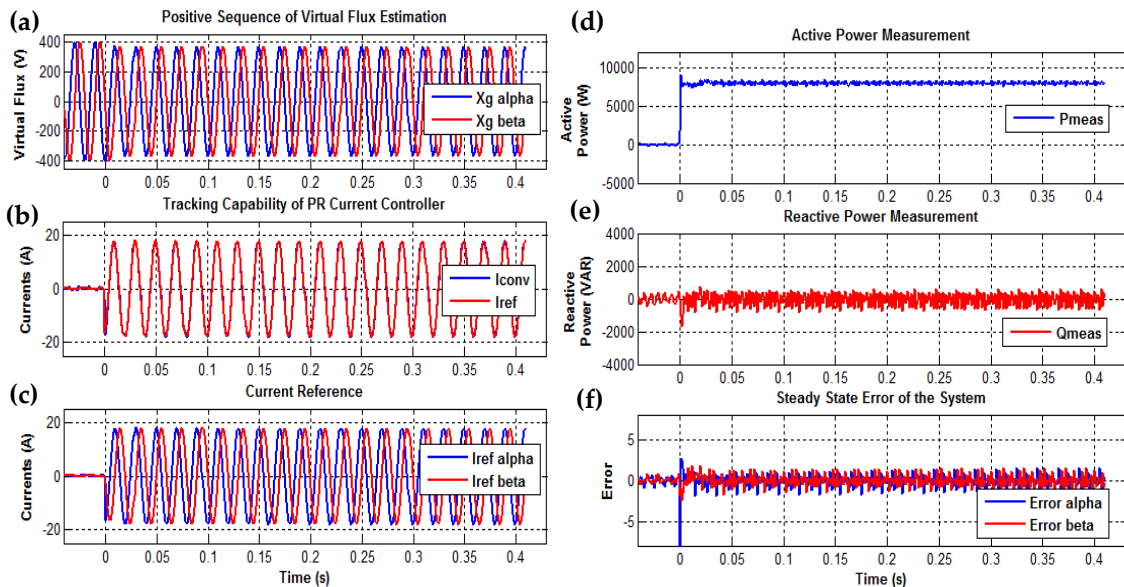 (a)
Positive Sequence of Virtual Flux Estimation
Virtual Flux (V)
400
200
0
-200
-400
Xg alpha
Xg beta
0 0.05 0.1 0.15 0.2 0.25 0.3 0.35 0.4
(b)
Tracking Capability of PR Current Controller
Currents (A)
20
0
-20
Iconv
Iref
0 0.05 0.1 0.15 0.2 0.25 0.3 0.35 0.4
(c)
Current Reference
Currents (A)
20
0
-20
Iref alpha
Iref beta
0 0.05 0.1 0.15 0.2 0.25 0.3 0.35 0.4
Time (s)
(d)
Active Power Measurement
Active
Power (W)
10000
5000
0
-5000
Pmeas
0 0.05 0.1 0.15 0.2 0.25 0.3 0.35 0.4
(e)
Reactive Power Measurement
Reactive
Power (VAR)
4000
2000
0
-2000
-4000
Qmeas
0 0.05 0.1 0.15 0.2 0.25 0.3 0.35 0.4
(f)
Steady State Error of the System
Error
5
0
-5
Error alpha
Error beta
0 0.05 0.1 0.15 0.2 0.25 0.3 0.35 0.4
Time (s)